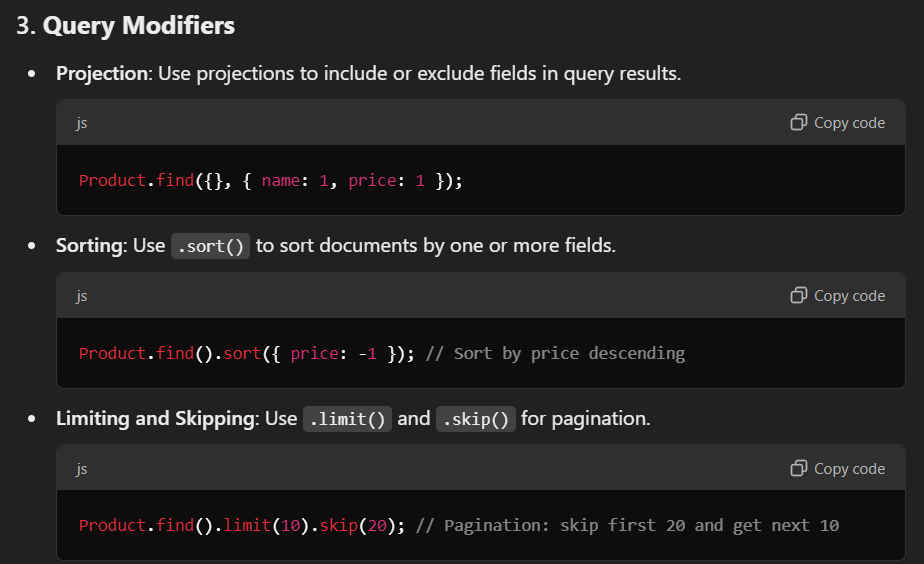 3. Query Modifiers
• Projection: Use projections to include or exclude fields in query results.
js Copy code
Product.find({}, { name: 1, price: 1 });
• Sorting: Use .sort() to sort documents by one or more fields.
js Copy code
Product.find().sort({ price: -1 }); // Sort by price descending
• Limiting and Skipping: Use .limit() and .skip() for pagination.
js Copy code
Product.find().limit(10).skip(20); // Pagination: skip first 20 and get next 10